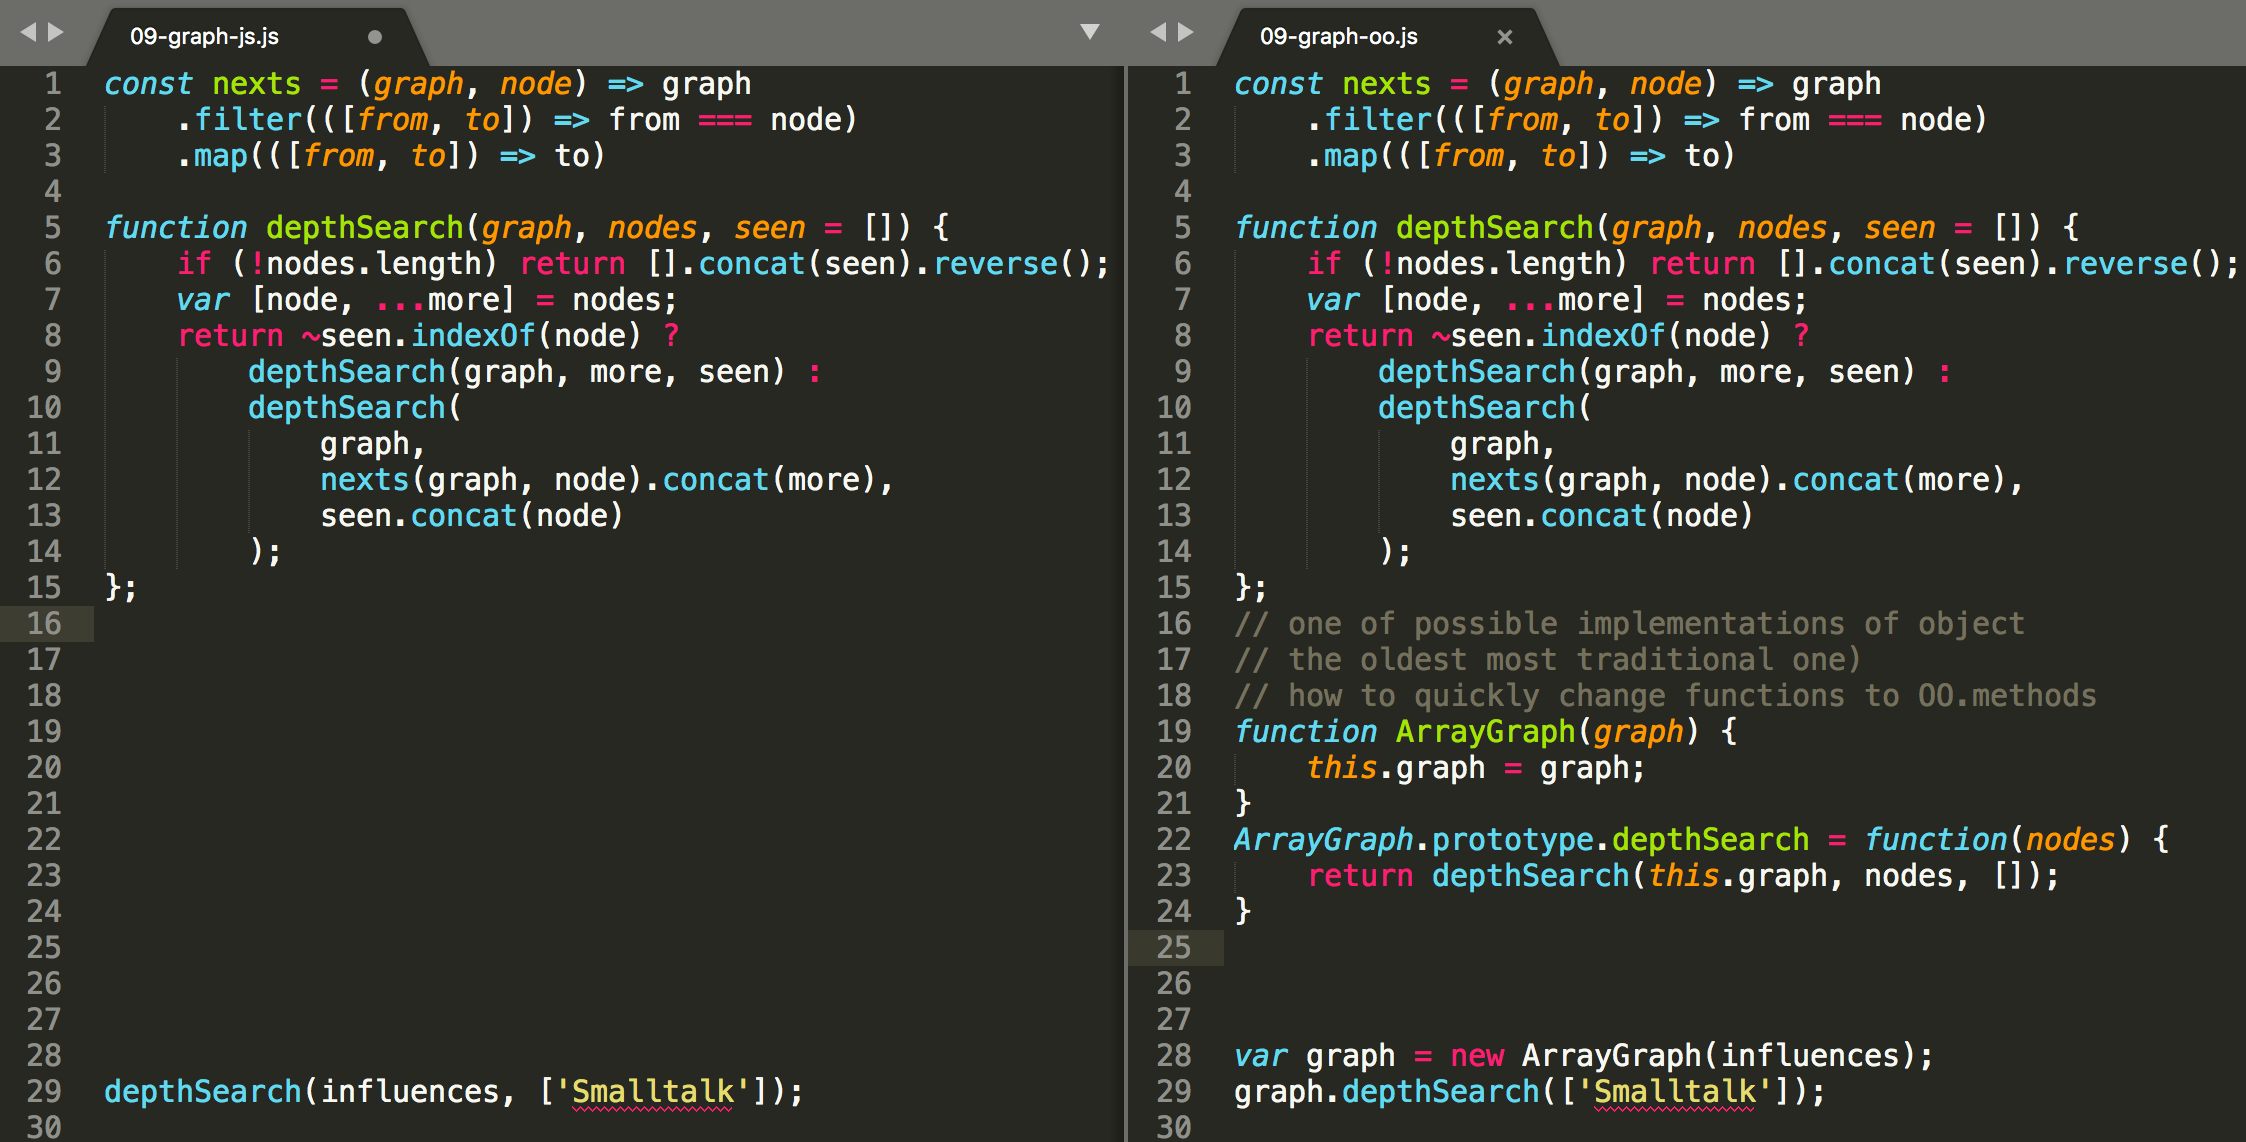 09-graph-js.js
1 const nexts = (graph, node) => graph
2     .filter(([from, to]) => from === node)
3     .map(([from, to]) => to)
4
5 function depthSearch(graph, nodes, seen = []) {
6     if (!nodes.length) return [].concat(seen).reverse();
7     var [node, ...more] = nodes;
8     return ~seen.indexOf(node) ?
9         depthSearch(graph, more, seen) :
10         depthSearch(
11             graph,
12             nexts(graph, node).concat(more),
13             seen.concat(node)
14         );
15 };
16
17
18
19
20
21
22
23
24
25
26
27
28
29 depthSearch(influences, ['Smalltalk']);
30
09-graph-oo.js
1 const nexts = (graph, node) => graph
2     .filter(([from, to]) => from === node)
3     .map(([from, to]) => to)
4
5 function depthSearch(graph, nodes, seen = []) {
6     if (!nodes.length) return [].concat(seen).reverse();
7     var [node, ...more] = nodes;
8     return ~seen.indexOf(node) ?
9         depthSearch(graph, more, seen) :
10         depthSearch(
11             graph,
12             nexts(graph, node).concat(more),
13             seen.concat(node)
14         );
15 };
16 // one of possible implementations of object
17 // the oldest most traditional one)
18 // how to quickly change functions to OO.methods
19 function ArrayGraph(graph) {
20     this.graph = graph;
21 }
22 ArrayGraph.prototype.depthSearch = function(nodes) {
23     return depthSearch(this.graph, nodes, []);
24 }
25
26
27
28 var graph = new ArrayGraph(influences);
29 graph.depthSearch(['Smalltalk']);
30